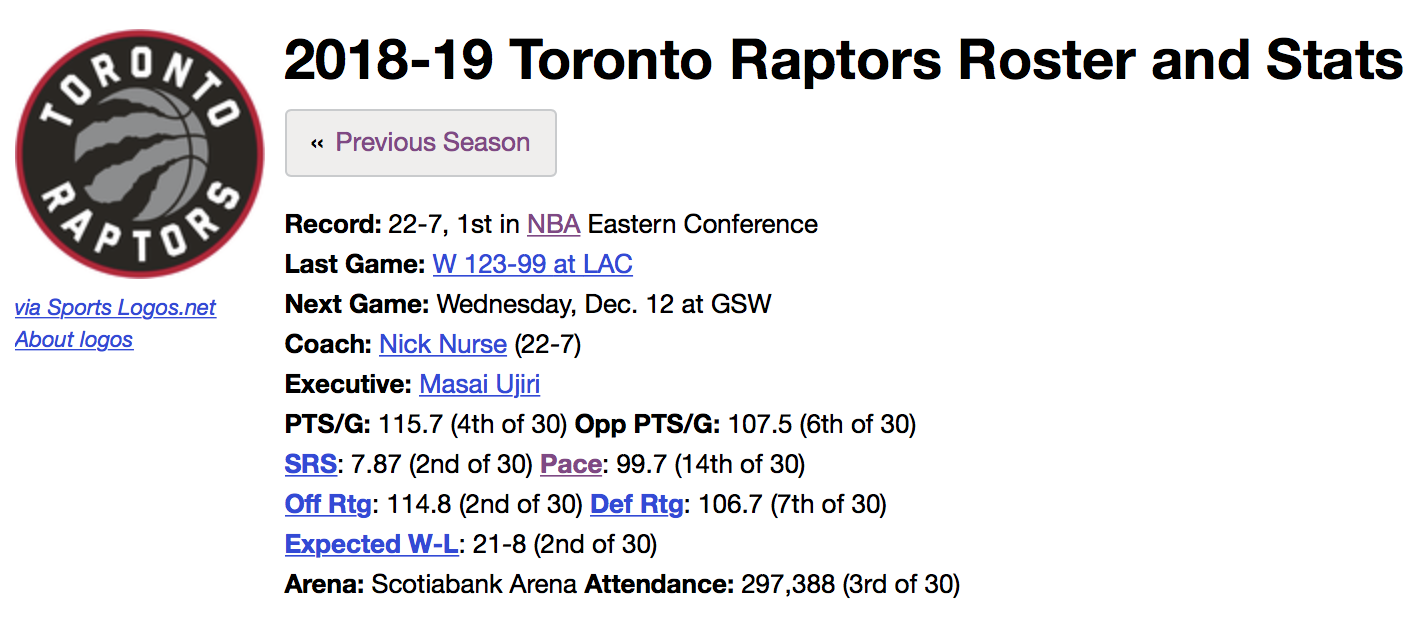 TORONTO
RAPTORS
via Sports Logos.net
About logos
2018-19 Toronto Raptors Roster and Stats
« Previous Season
Record: 22-7, 1st in NBA Eastern Conference
Last Game: W 123-99 at LAC
Next Game: Wednesday, Dec. 12 at GSW
Coach: Nick Nurse (22-7)
Executive: Masai Ujiri
PTS/G: 115.7 (4th of 30) Opp PTS/G: 107.5 (6th of 30)
SRS: 7.87 (2nd of 30) Pace: 99.7 (14th of 30)
Off Rtg: 114.8 (2nd of 30) Def Rtg: 106.7 (7th of 30)
Expected W-L: 21-8 (2nd of 30)
Arena: Scotiabank Arena Attendance: 297,388 (3rd of 30)